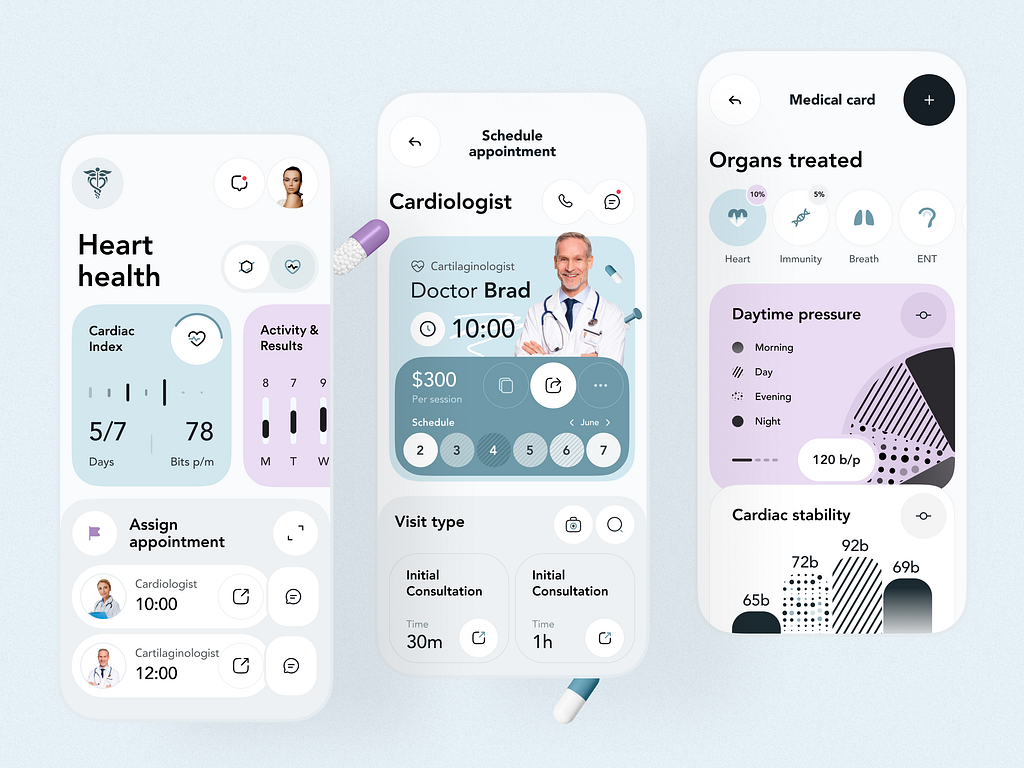 Heart
health
Cardiac
Index
5/7
78
Days
Bits p/m
Activity &
Results
8 7 9
M T W
Assign
appointment
Cardiologist
10:00
Cartilaginologist
12:00
Schedule
appointment
Cardiologist
Cartilaginologist
Doctor Brad
10:00
$300
Per session
Schedule
June
2 3 4 5 6 7
Visit type
Initial
Consultation
Time
30m
Initial
Consultation
Time
1h
Medical card
Organs treated
10%
5%
Heart
Immunity
Breath
ENT
Daytime pressure
Morning
Day
Evening
Night
120 b/p
Cardiac stability
65b
72b
92b
69b